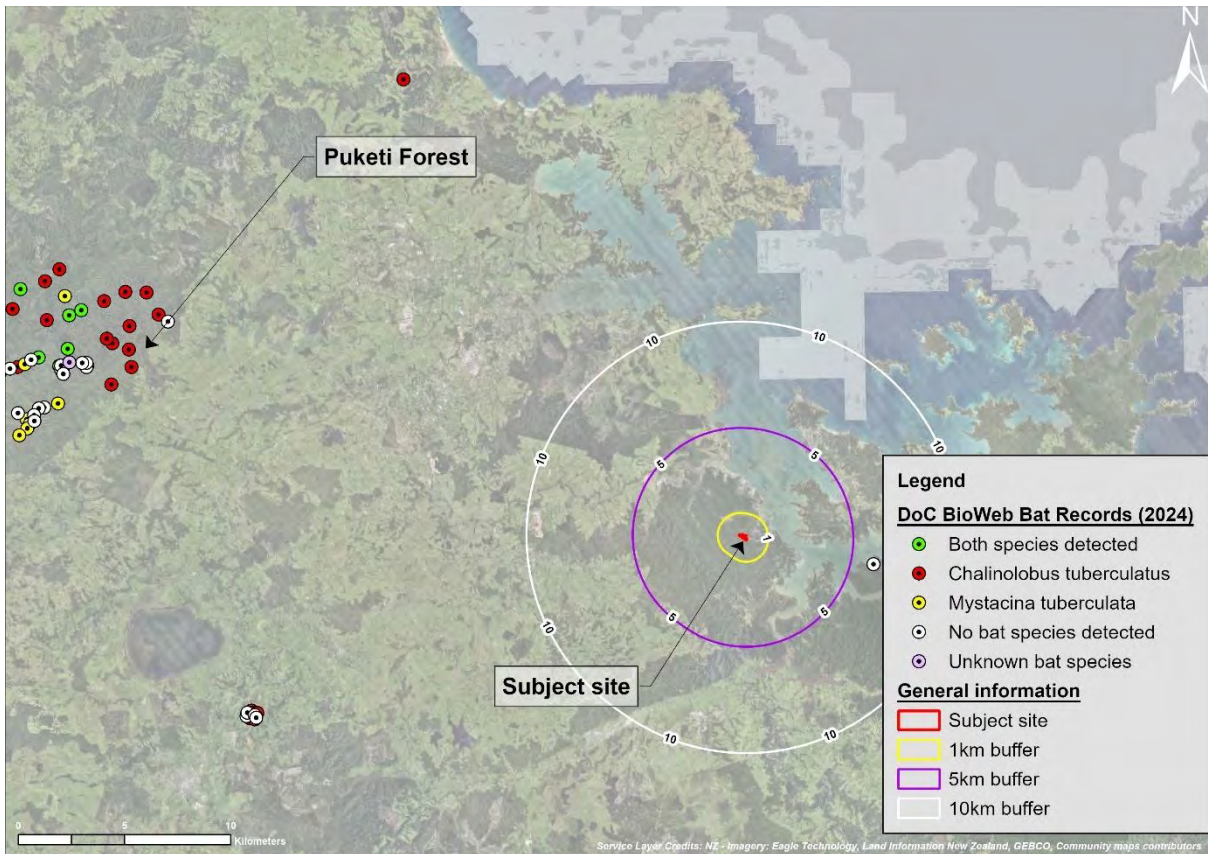 N
Puketi Forest
10
10
10
10
5
5
10
1
5
5
10
Subject site
10
10
Legend
DoC BioWeb Bat Records (2024)
Both species detected
Chalinolobus tuberculatus
Mystacina tuberculata
No bat species detected
Unknown bat species
General information
Subject site
1km buffer
5km buffer
10km buffer
0 5 10
Kilometers
Service Layer Credits: NZ - Imagery: Eagle Technology, Land Information New Zealand, GEBCO, Community maps contributors